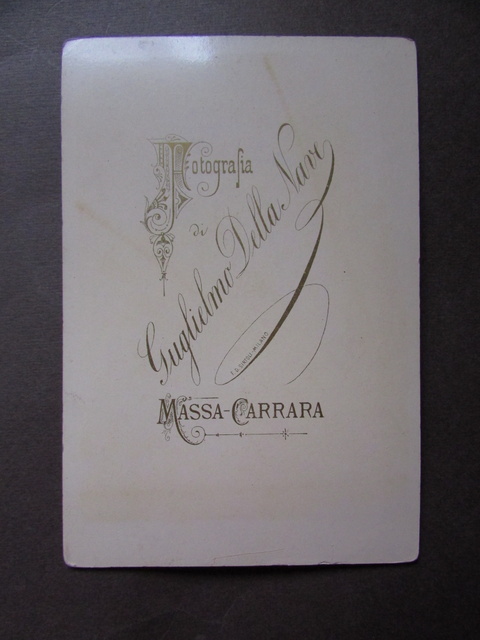 Fotografia
di
Guglielmo Della Nave
MASSA-CARRARA